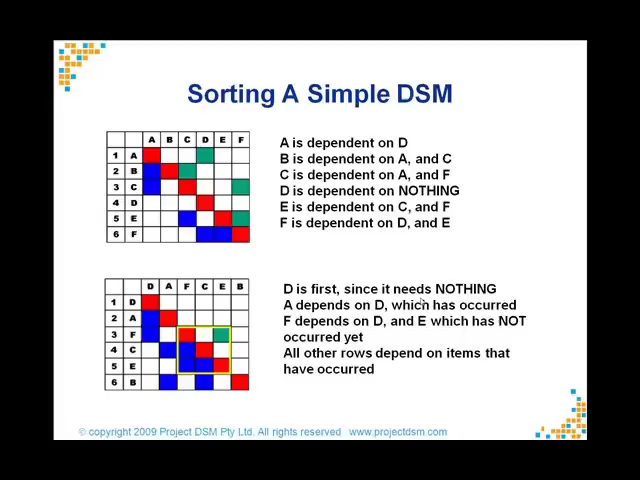 Sorting A Simple DSM
A B C D E F
1 A
2 B
3 C
4 D
5 E
6 F
A is dependent on D
B is dependent on A, and C
C is dependent on A, and F
D is dependent on NOTHING
E is dependent on C, and F
F is dependent on D, and E
D A F C E B
1 D
2 A
3 F
4 C
5 E
6 B
D is first, since it needs NOTHING
A depends on D, which has occurred
F depends on D, and E which has NOT
occurred yet
All other rows depend on items that
have occurred
© copyright 2009 Project DSM Pty Ltd. All rights reserved www.projectdsm.com